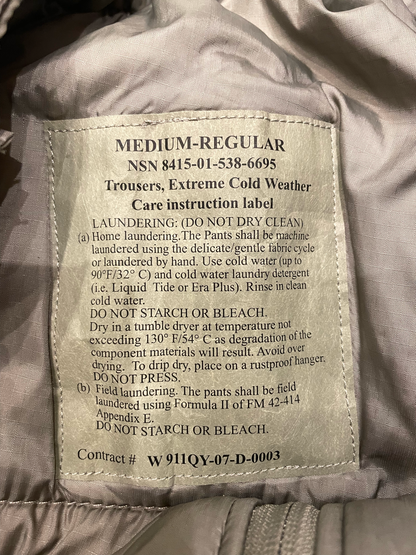 MEDIUM-REGULAR
NSN 8415-01-538-6695
Trousers, Extreme Cold Weather
Care instruction label
LAUNDERING: (DO NOT DRY CLEAN)
(a) Home laundering.The Pants shall be machine
laundered using the delicate/gentle fabric cycle
or laundered by hand. Use cold water (up to
90°F/32° C) and cold water laundry detergent
(i.e. Liquid Tide or Era Plus). Rinse in clean
cold water.
DO NOT STARCH OR BLEACH.
Dry in a tumble dryer at temperature not
exceeding 130° F/54° C as degradation of the
component materials will result. Avoid over
drying. To drip dry, place on a rustproof hanger.
DO NOT PRESS.
(b) Field laundering. The pants shall be field
laundered using Formula II of FM 42-414
Appendix E.
DO NOT STARCH OR BLEACH.
Contract # W911QY-07-D-0003